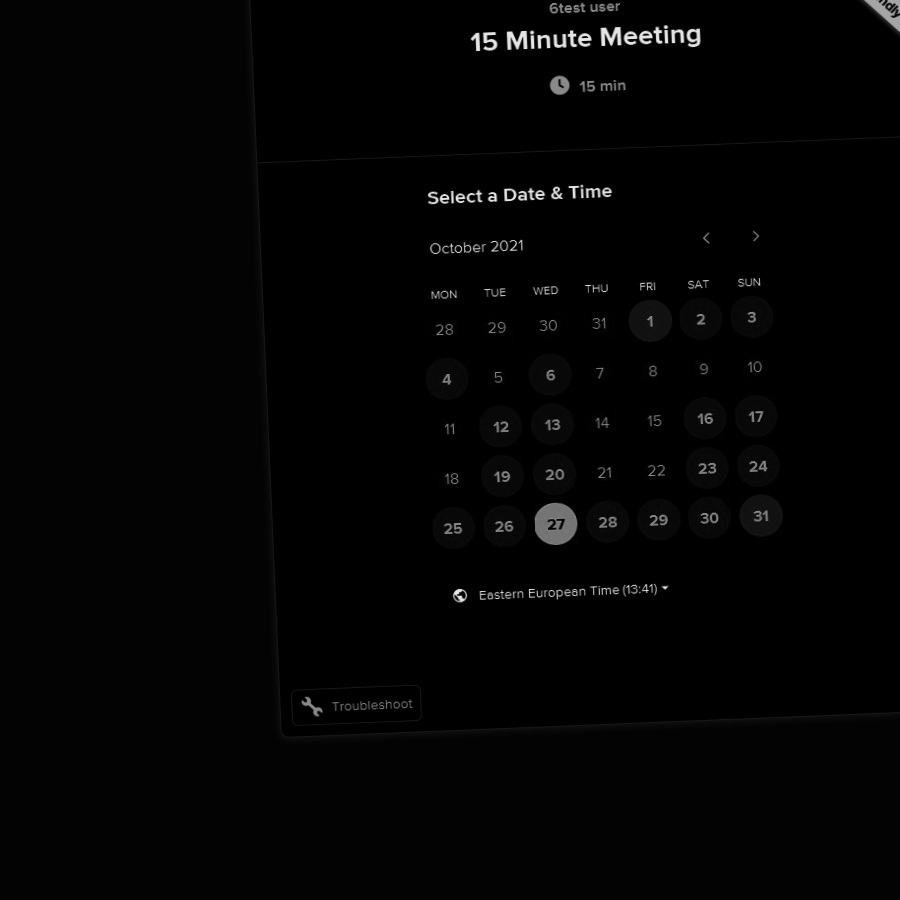 6test user
15 Minute Meeting
15 min
Select a Date & Time
October 2021
MON TUE WED THU FRI SAT SUN
28 29 30 31 1 2 3
4 5 6 7 8 9 10
11 12 13 14 15 16 17
18 19 20 21 22 23 24
25 26 27 28 29 30 31
Eastern European Time (13:41)
Troubleshoot